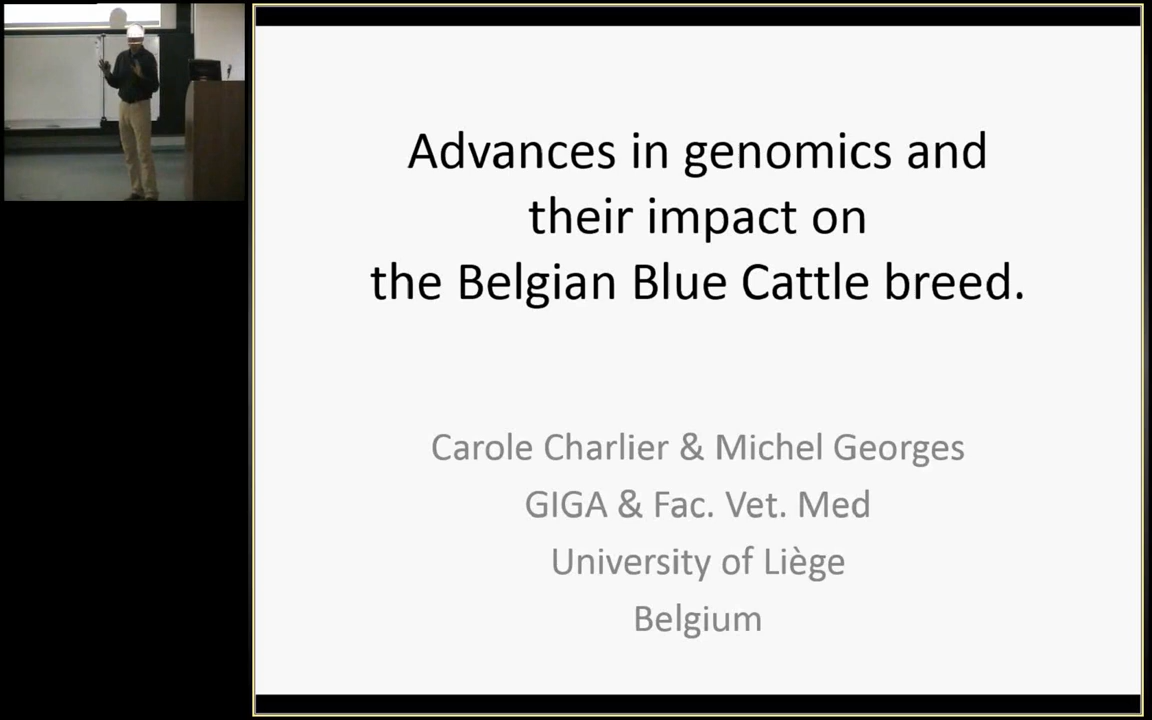 Advances in genomics and
their impact on
the Belgian Blue Cattle breed.
Carole Charlier & Michel Georges
GIGA & Fac. Vet. Med
University of Liège
Belgium